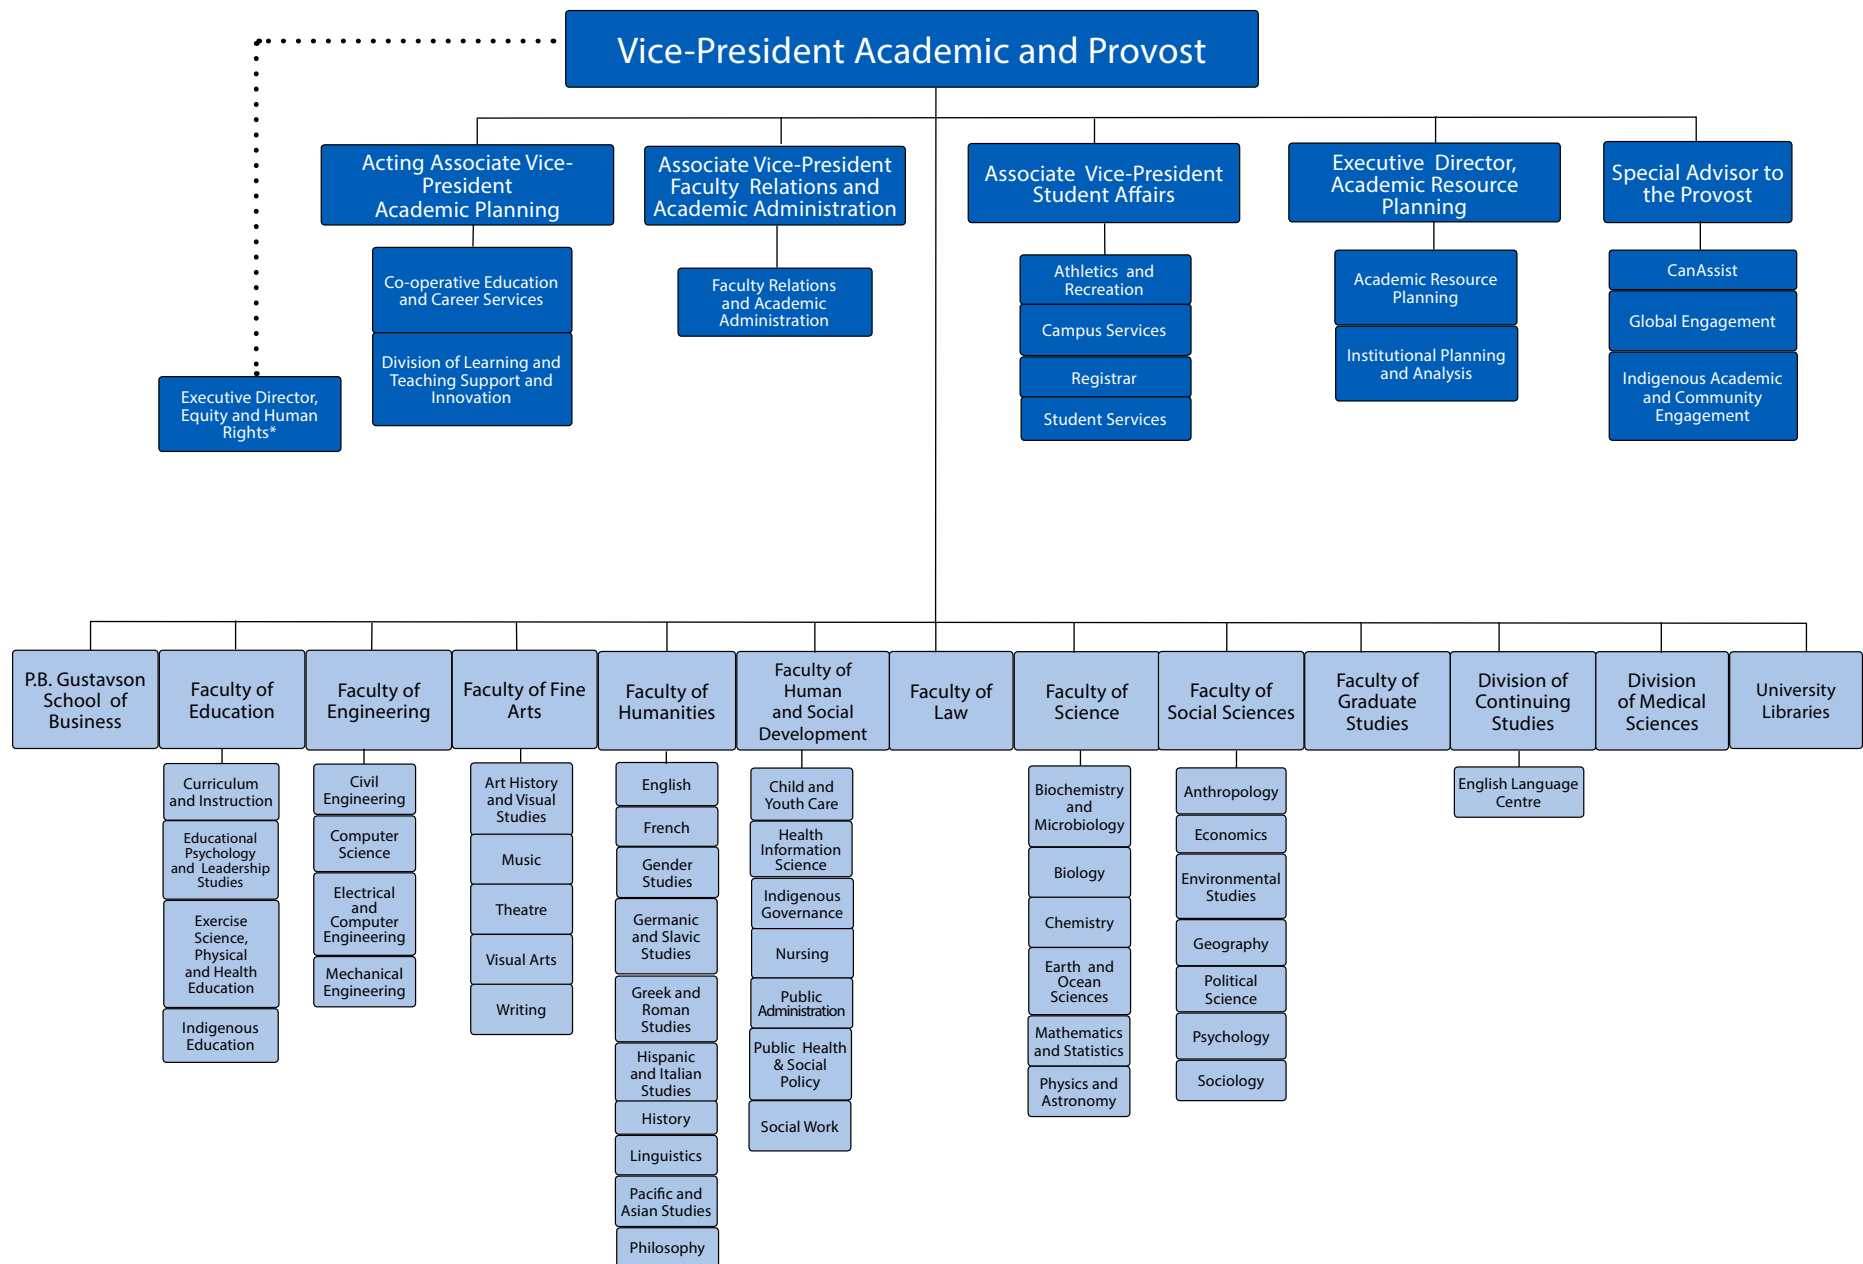 Vice-President Academic and Provost
Acting Associate Vice-
President
Academic Planning
Associate Vice-President
Faculty Relations and
Academic Administration
Associate Vice-President
Student Affairs
Executive Director,
Academic Resource
Planning
Special Advisor to
the Provost
Co-operative Education
and Career Services
Division of Learning and
Teaching Support and
Innovation
Faculty Relations
and Academic
Administration
Athletics and
Recreation
Campus Services
Registrar
Student Services
Academic Resource
Planning
Institutional Planning
and Analysis
CanAssist
Global Engagement
Indigenous Academic
and Community
Engagement
Executive Director,
Equity and Human
Rights*
P.B. Gustavson
School of
Business
Faculty of
Education
Faculty of
Engineering
Faculty of Fine
Arts
Faculty of
Humanities
Faculty of
Human
and Social
Development
Faculty of
Law
Faculty of
Science
Faculty of
Social Sciences
Faculty of
Graduate
Studies
Division of
Continuing
Studies
Division
of Medical
Sciences
University
Libraries
Curriculum
and Instruction
Educational
Psychology
and Leadership
Studies
Exercise
Science,
Physical
and Health
Education
Indigenous
Education
Civil
Engineering
Computer
Science
Electrical
and
Computer
Engineering
Mechanical
Engineering
Art History
and Visual
Studies
Music
Theatre
Visual Arts
Writing
English
French
Gender
Studies
Germanic
and Slavic
Studies
Greek and
Roman
Studies
Hispanic
and Italian
Studies
History
Linguistics
Pacific and
Asian Studies
Philosophy
Child and
Youth Care
Health
Information
Science
Indigenous
Governance
Nursing
Public
Administration
Public Health
& Social
Policy
Social Work
Biochemistry
and
Microbiology
Biology
Chemistry
Earth and
Ocean
Sciences
Mathematics
and Statistics
Physics and
Astronomy
Anthropology
Economics
Environmental
Studies
Geography
Political
Science
Psychology
Sociology
English Language
Centre